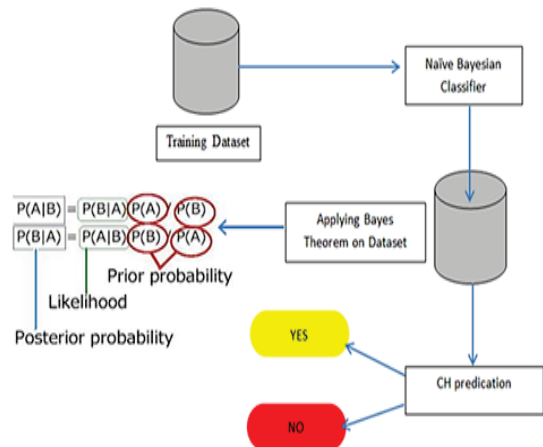 Naïve Bayesian
Classifier
Training Dataset
P(A|B) = P(B|A) P(A) / P(B)
P(B|A) = P(A|B) P(B) / P(A)
Applying Bayes
Theorem on Dataset
Prior probability
Likelihood
Posterior probability
YES
CH predication
NO